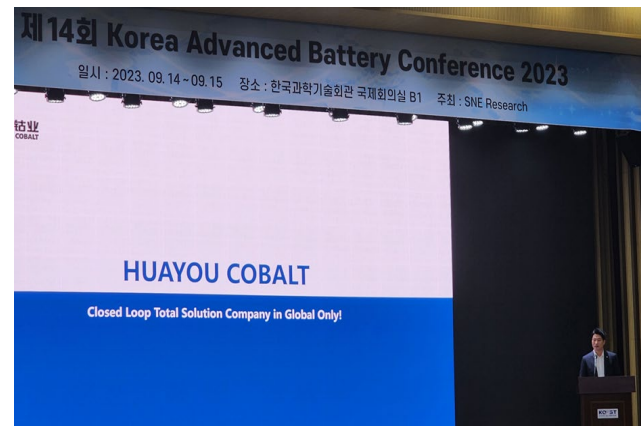 제14회 Korea Advanced Battery Conference 2023
일시 : 2023. 09.14~09.15 장소 : 한국과학기술회관 국제회의실 B1 주최 : SNE Research
钴业
COBALT
HUAYOU COBALT
Closed Loop Total Solution Company in Global Only!